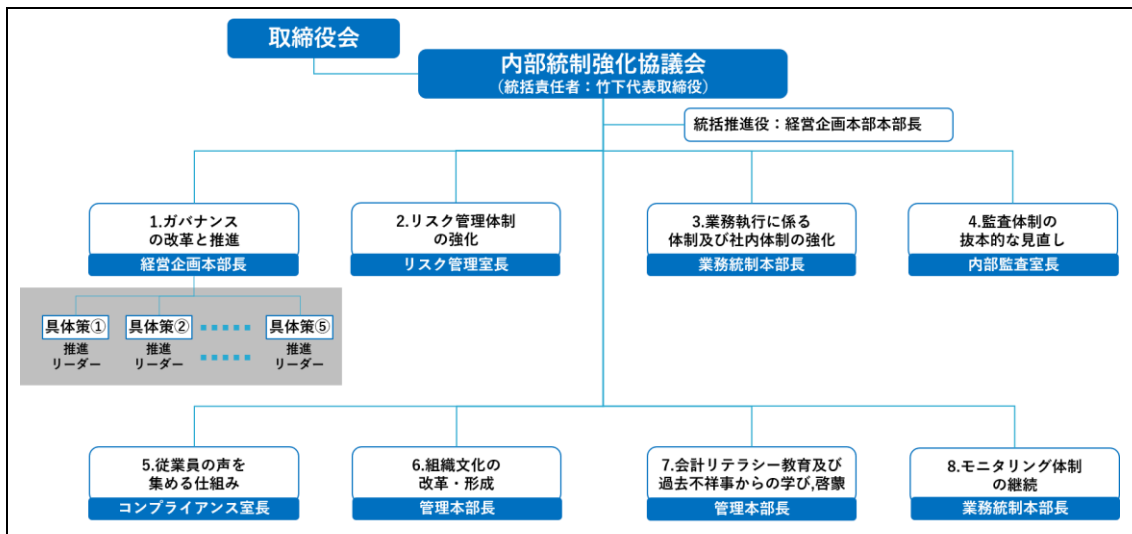 取締役会
内部統制強化協議会
（統括責任者：竹下代表取締役）
統括推進役：経営企画本部本部長
1.ガバナンス
の改革と推進
経営企画本部長
2.リスク管理体制
の強化
リスク管理室長
3.業務執行に係る
体制及び社内体制の強化
業務統制本部長
4.監査体制の
抜本的な見直し
内部監査室長
具体策①
推進
リーダー
具体策②
推進
リーダー
具体策⑤
推進
リーダー
5.従業員の声を
集める仕組み
コンプライアンス室長
6.組織文化の
改革・形成
管理本部長
7.会計リテラシー教育及び
過去不祥事からの学び,啓蒙
管理本部長
8.モニタリング体制
の継続
業務統制本部長